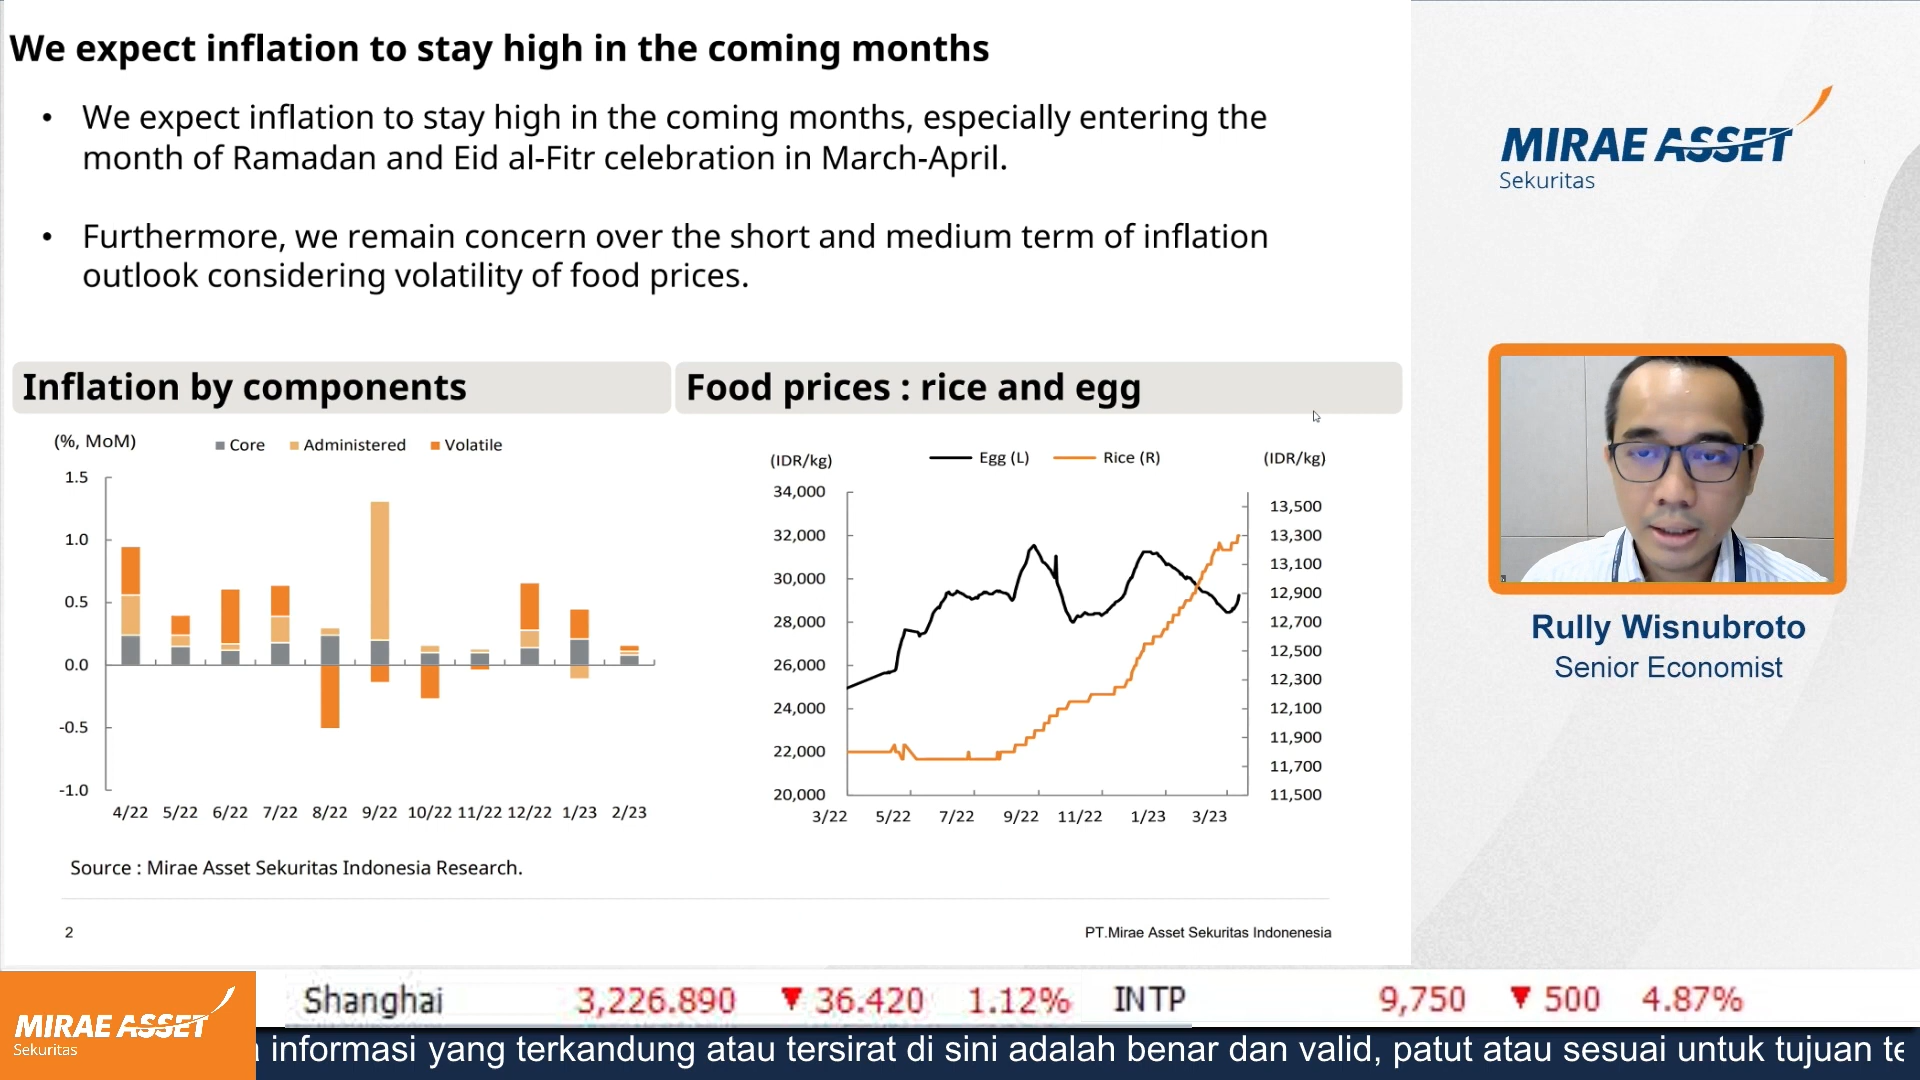 We expect inflation to stay high in the coming months
• We expect inflation to stay high in the coming months, especially entering the
month of Ramadan and Eid al-Fitr celebration in March-April.
• Furthermore, we remain concern over the short and medium term of inflation
outlook considering volatility of food prices.
Inflation by components
(%, MoM)
Core Administered Volatile
1.5
1.0
0.5
0.0
-0.5
-1.0
4/22 5/22 6/22 7/22 8/22 9/22 10/22 11/22 12/22 1/23 2/23
Food prices : rice and egg
(IDR/kg) Egg (L) Rice (R) (IDR/kg)
34,000
32,000
30,000
28,000
26,000
24,000
22,000
20,000
13,500
13,300
13,100
12,900
12,700
12,500
12,300
12,100
11,900
11,700
11,500
3/22 5/22 7/22 9/22 11/22 1/23 3/23
Source : Mirae Asset Sekuritas Indonesia Research.
2
PT.Mirae Asset Sekuritas Indonenesia
MIRAE ASSET
Sekuritas
Rully Wisnubroto
Senior Economist
Shanghai 3,226.890 ▼ 36.420 1.12% INTP 9,750 ▼ 500 4.87%
MIRAE ASSET
Sekuritas
informasi yang terkandung atau tersirat di sini adalah benar dan valid, patut atau sesuai untuk tujuan